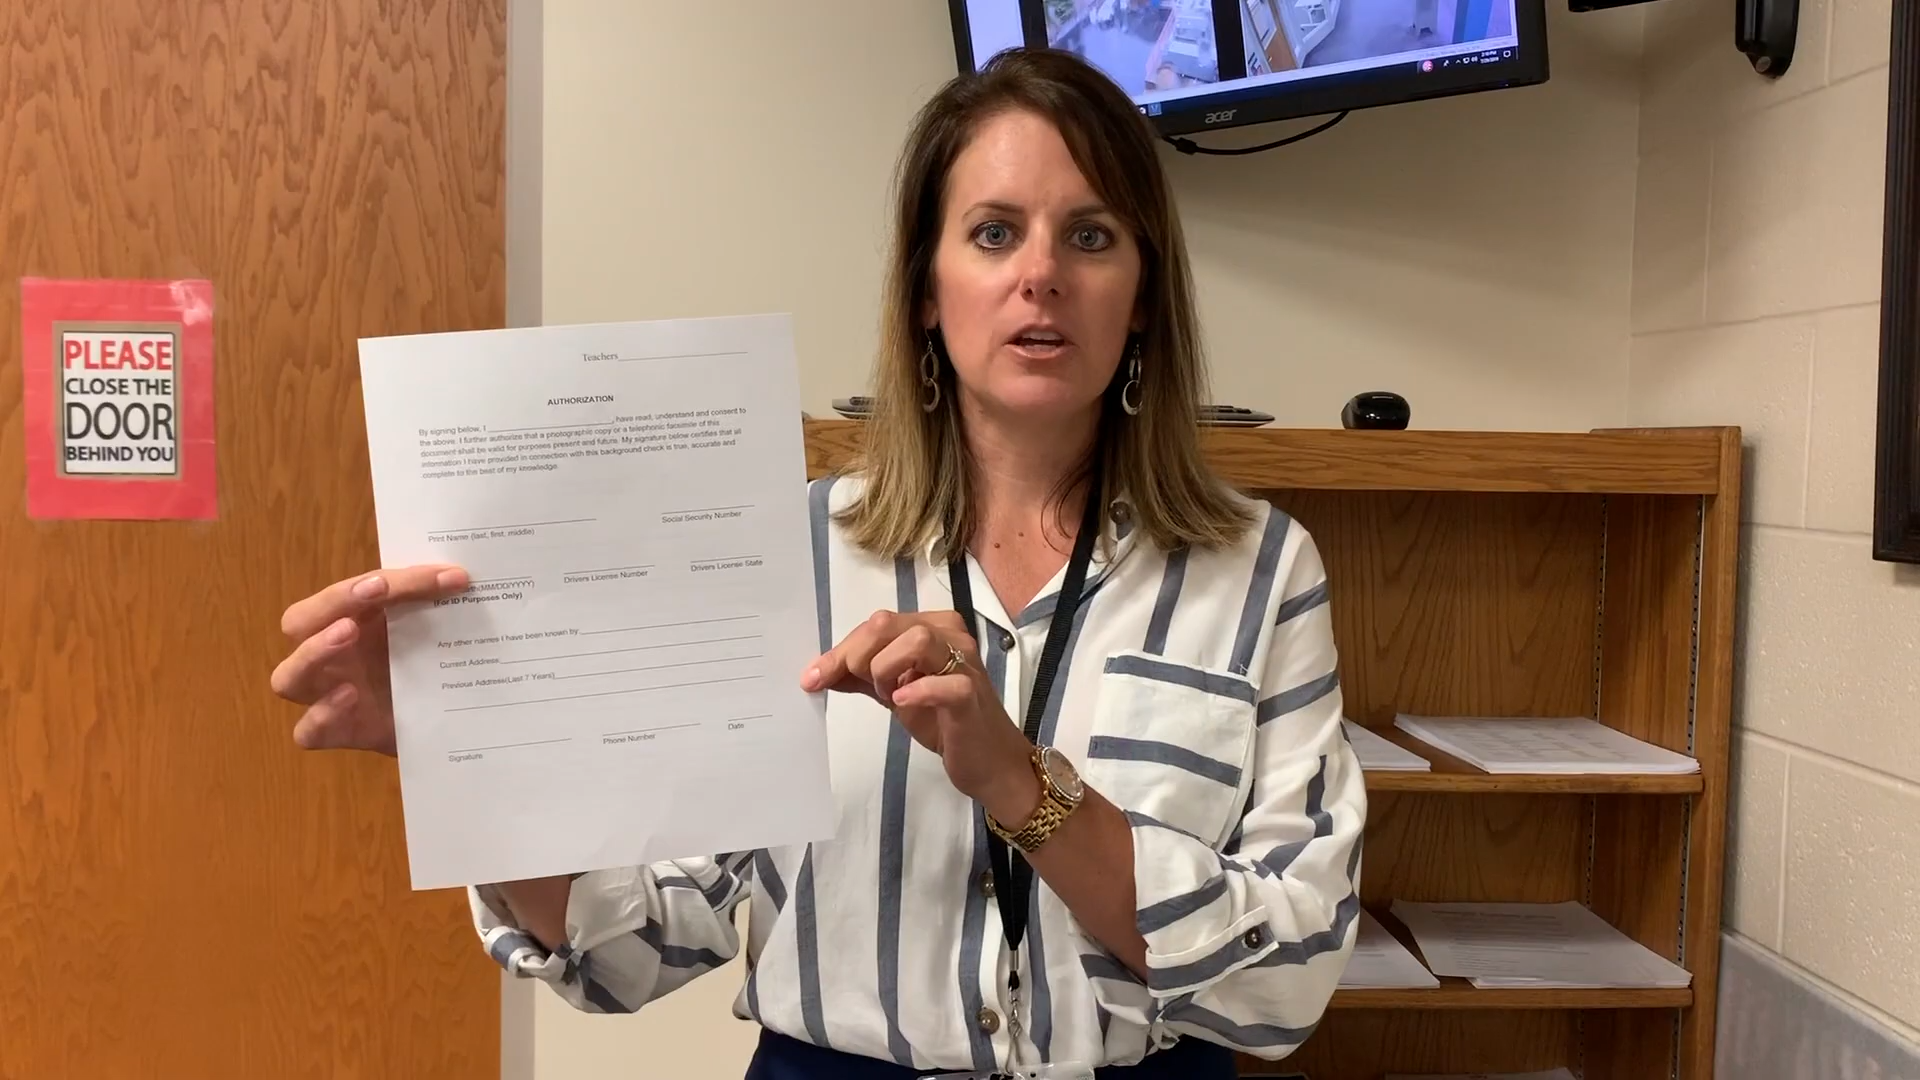 PLEASE
CLOSE THE
DOOR
BEHIND YOU
acer
Teachers
AUTHORIZATION
By signing below, I have read, understand and consent to
the above. I further authorize that a photographic copy or a telephonic facsimile of this
document shall be valid for purposes present and future. My signature below certifies that all
information I have provided in connection with this background check is true, accurate and
complete to the best of my knowledge.
Print Name (last, first, middle) Social Security Number
(MM/DD/YYYY) Drivers License Number Drivers License State
(For ID Purposes Only)
Any other names I have been known by:
Current Address:
Previous Address(Last 7 Years)
Signature Phone Number Date